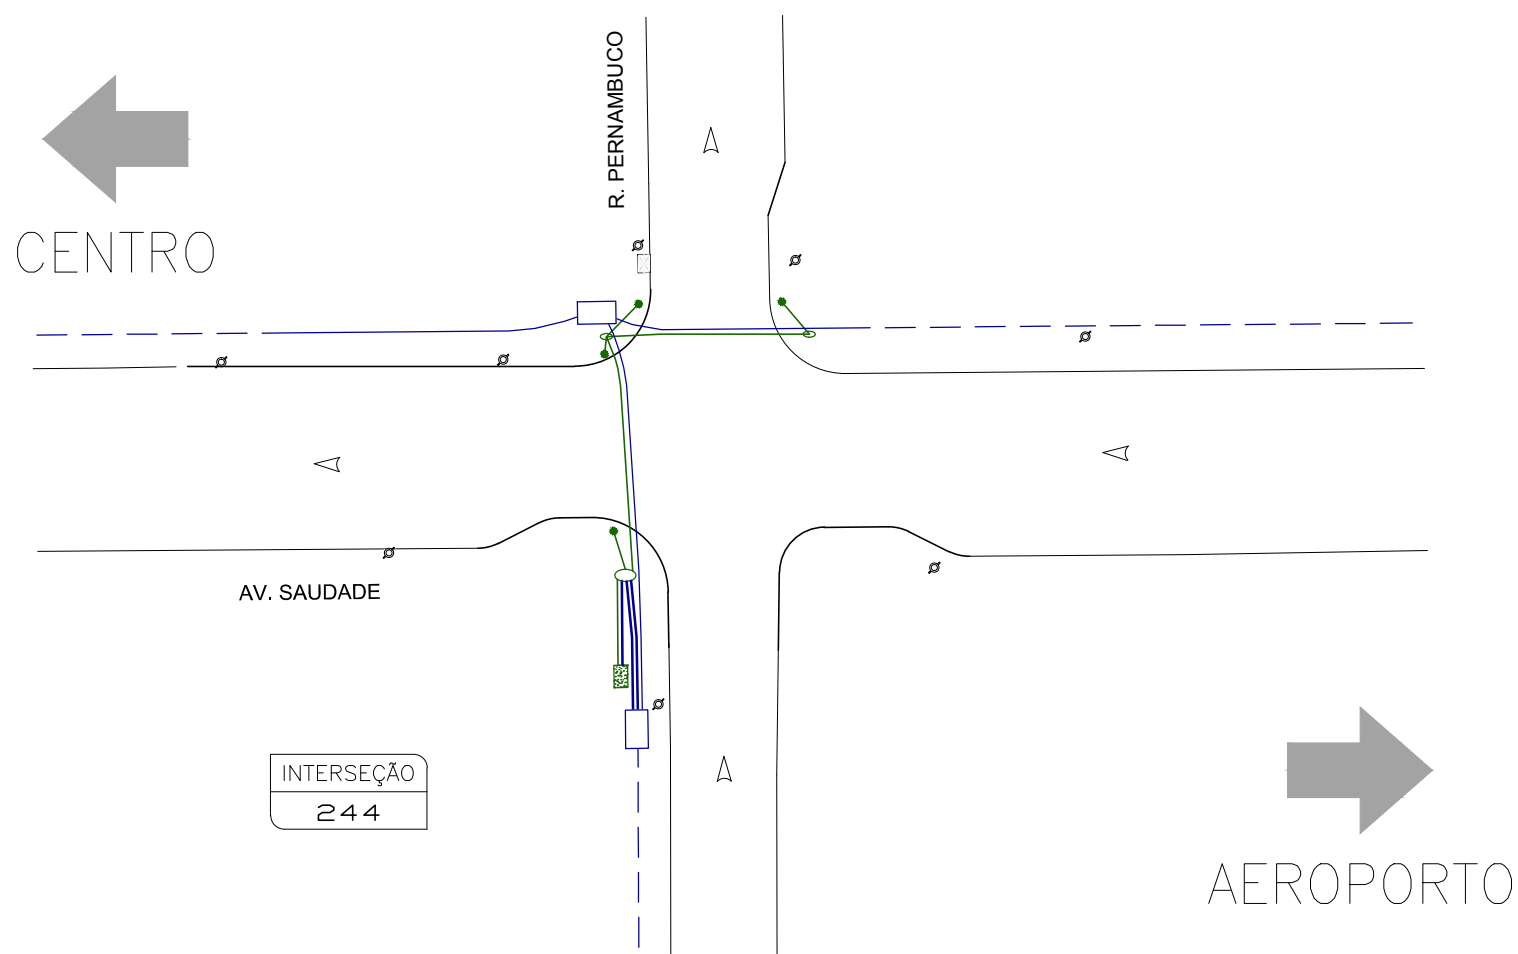 R. PERNAMBUCO
CENTRO
AV. SAUDADE
INTERSEÇÃO
244
AEROPORTO